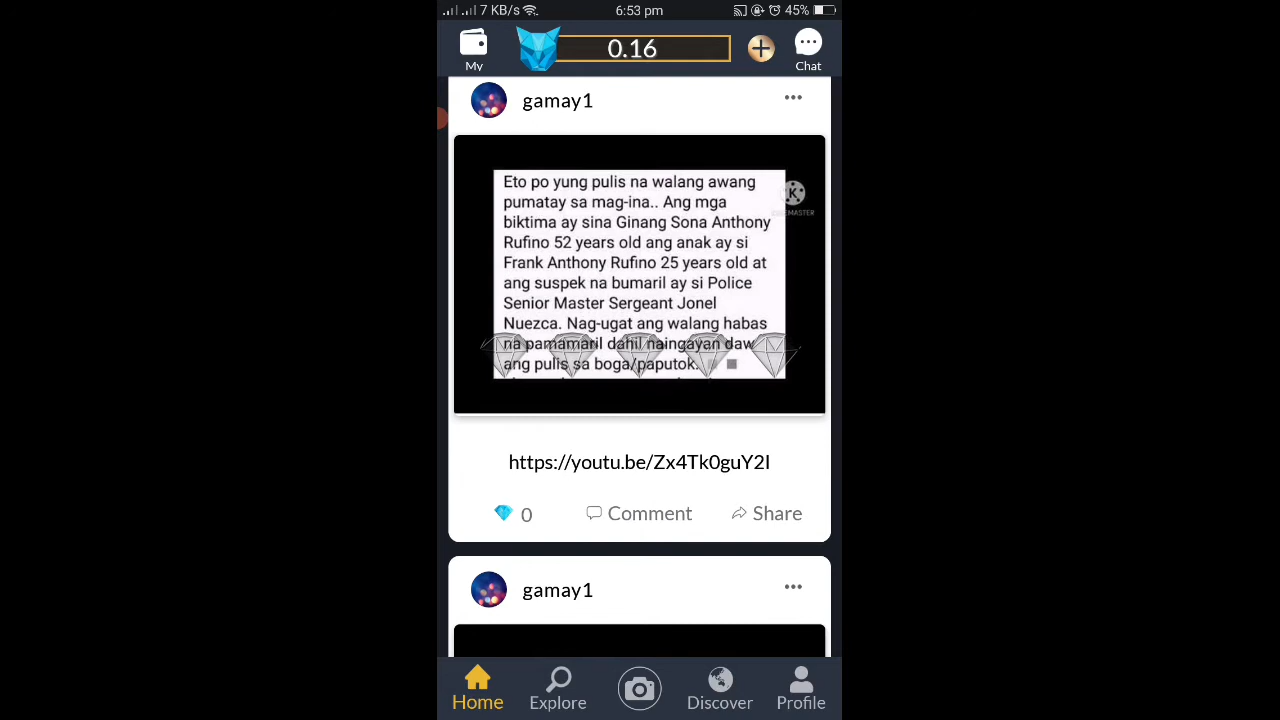 7 KB/s 6:53 pm 45%
My 0.16 Chat
gamay1
Eto po yung pulis na walang awang
pumatay sa mag-ina.. Ang mga
biktima ay sina Ginang Sona Anthony
Rufino 52 years old ang anak ay si
Frank Anthony Rufino 25 years old at
ang suspek na bumaril ay si Police
Senior Master Sergeant Jonel
Nuezca. Nag-ugat ang walang habas
na pamamaril dahil naingayan daw
ang pulis sa boga/paputok.
https://youtu.be/Zx4Tk0guY2I
0 Comment Share
gamay1
Home Explore Discover Profile